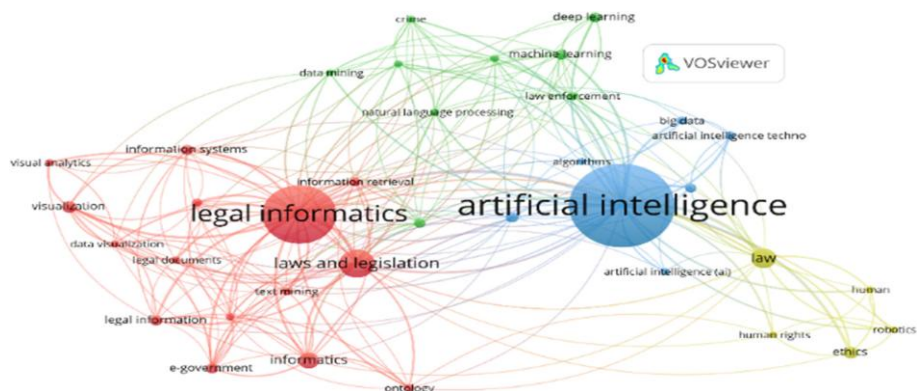 crime
deep learning
machine learning
VOSviewer
data mining
law enforcement
natural language processing
big data
artificial intelligence techno
information systems
visual analytics
algorithms
information retrieval
visualization
legal informatics
artificial intelligence
data visualization
legal documents
laws and legislation
law
artificial intelligence (ai)
text mining
human
legal information
robotics
human rights
ethics
informatics
e-government
ontology